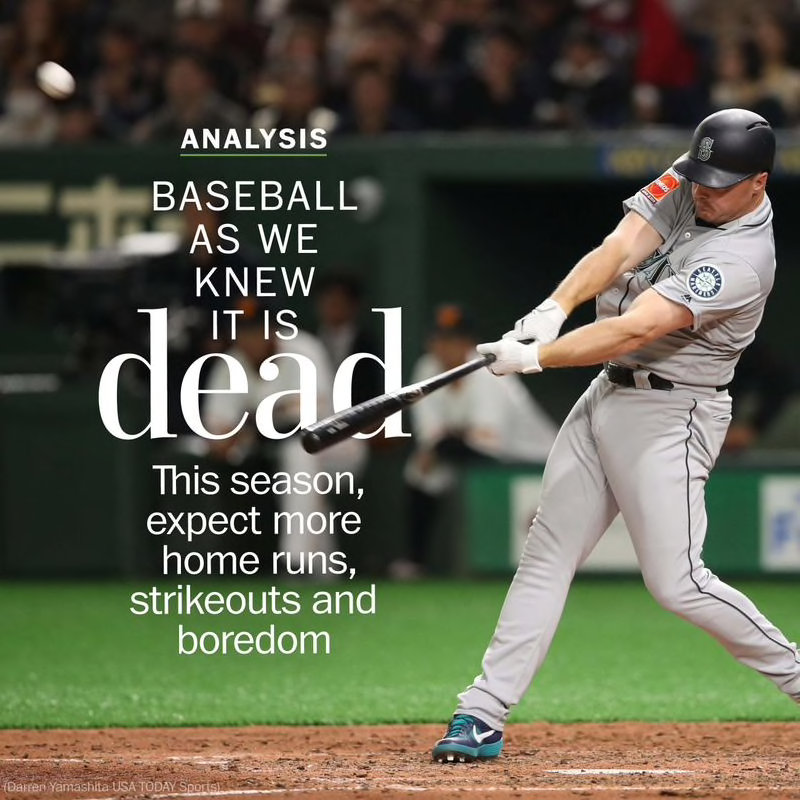 ANALYSIS
BASEBALL
AS WE
KNEW
IT IS
dead
This season,
expect more
home runs,
strikeouts and
boredom
S
(Darren Yamashita USA TODAY Sports)